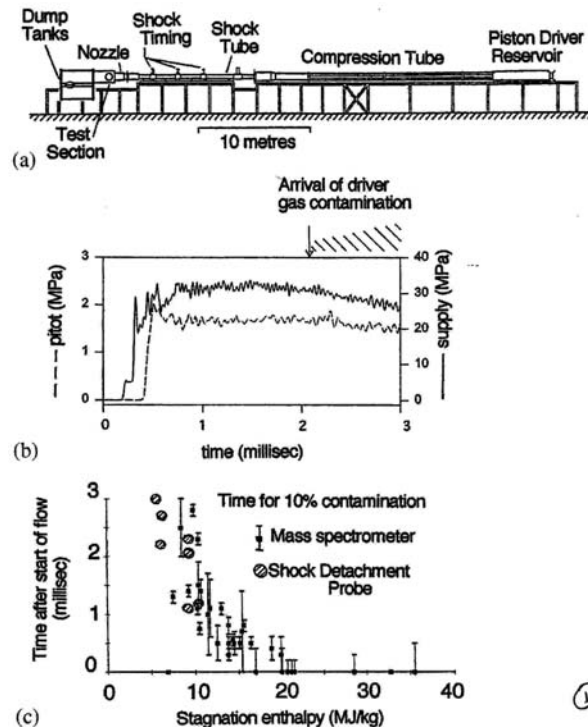 Dump
Tanks
Nozzle
Shock
Timing
Shock
Tube
Compression Tube
Piston Driver
Reservoir
Test
Section
10 metres
(a)
Arrival of driver
gas contamination
3
2
1
0
pitot (MPa)
40
30
20
10
0
supply (MPa)
0
1
2
3
time (millisec)
(b)
3
2
1
0
Time after start of flow
(millisec)
Time for 10% contamination
Mass spectrometer
Shock Detachment
Probe
0
10
20
30
40
Stagnation enthalpy (MJ/kg)
(c)